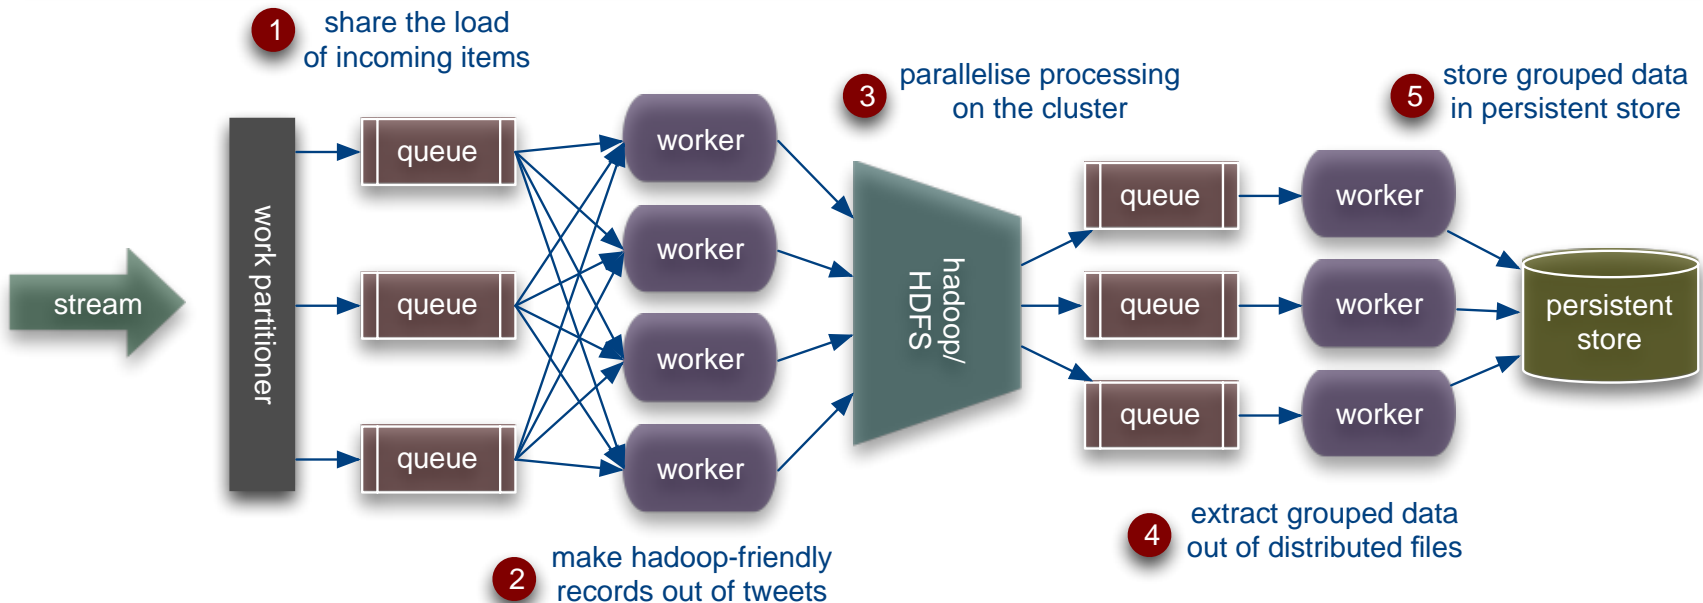 1
share the load
of incoming items
3
parallelise processing
on the cluster
5
store grouped data
in persistent store
stream
work partitioner
queue
queue
queue
worker
worker
worker
worker
hadoop/
HDFS
queue
queue
queue
worker
worker
worker
persistent
store
2
make hadoop-friendly
records out of tweets
4
extract grouped data
out of distributed files